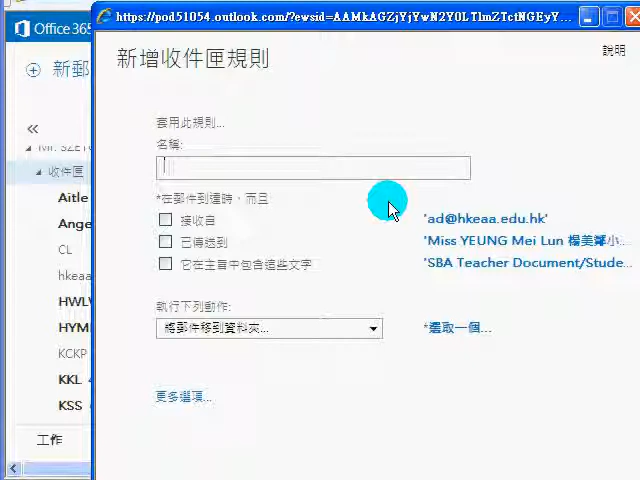 https://pod51054.outlook.com/?ewsid=AAMkAGZjYjYwN2Y0LTlmZTctNGEyY...
Office 365
新增收件匣規則
說明
新郵
套用此規則...
名稱:
Mr. SZET
收件匣
*在郵件到達時，而且
Aitle
接收自
'ad@hkeaa.edu.hk'
Ange
已傳送到
'Miss YEUNG Mei Lun 楊美鄰小...
CL
它在主旨中包含這些文字
'SBA Teacher Document/Stude...
hkeaa
HWLW
執行下列動作:
HYM
將郵件移到資料夾...
*選取一個...
KCKP
KKL 4
更多選項...
KSS
工作